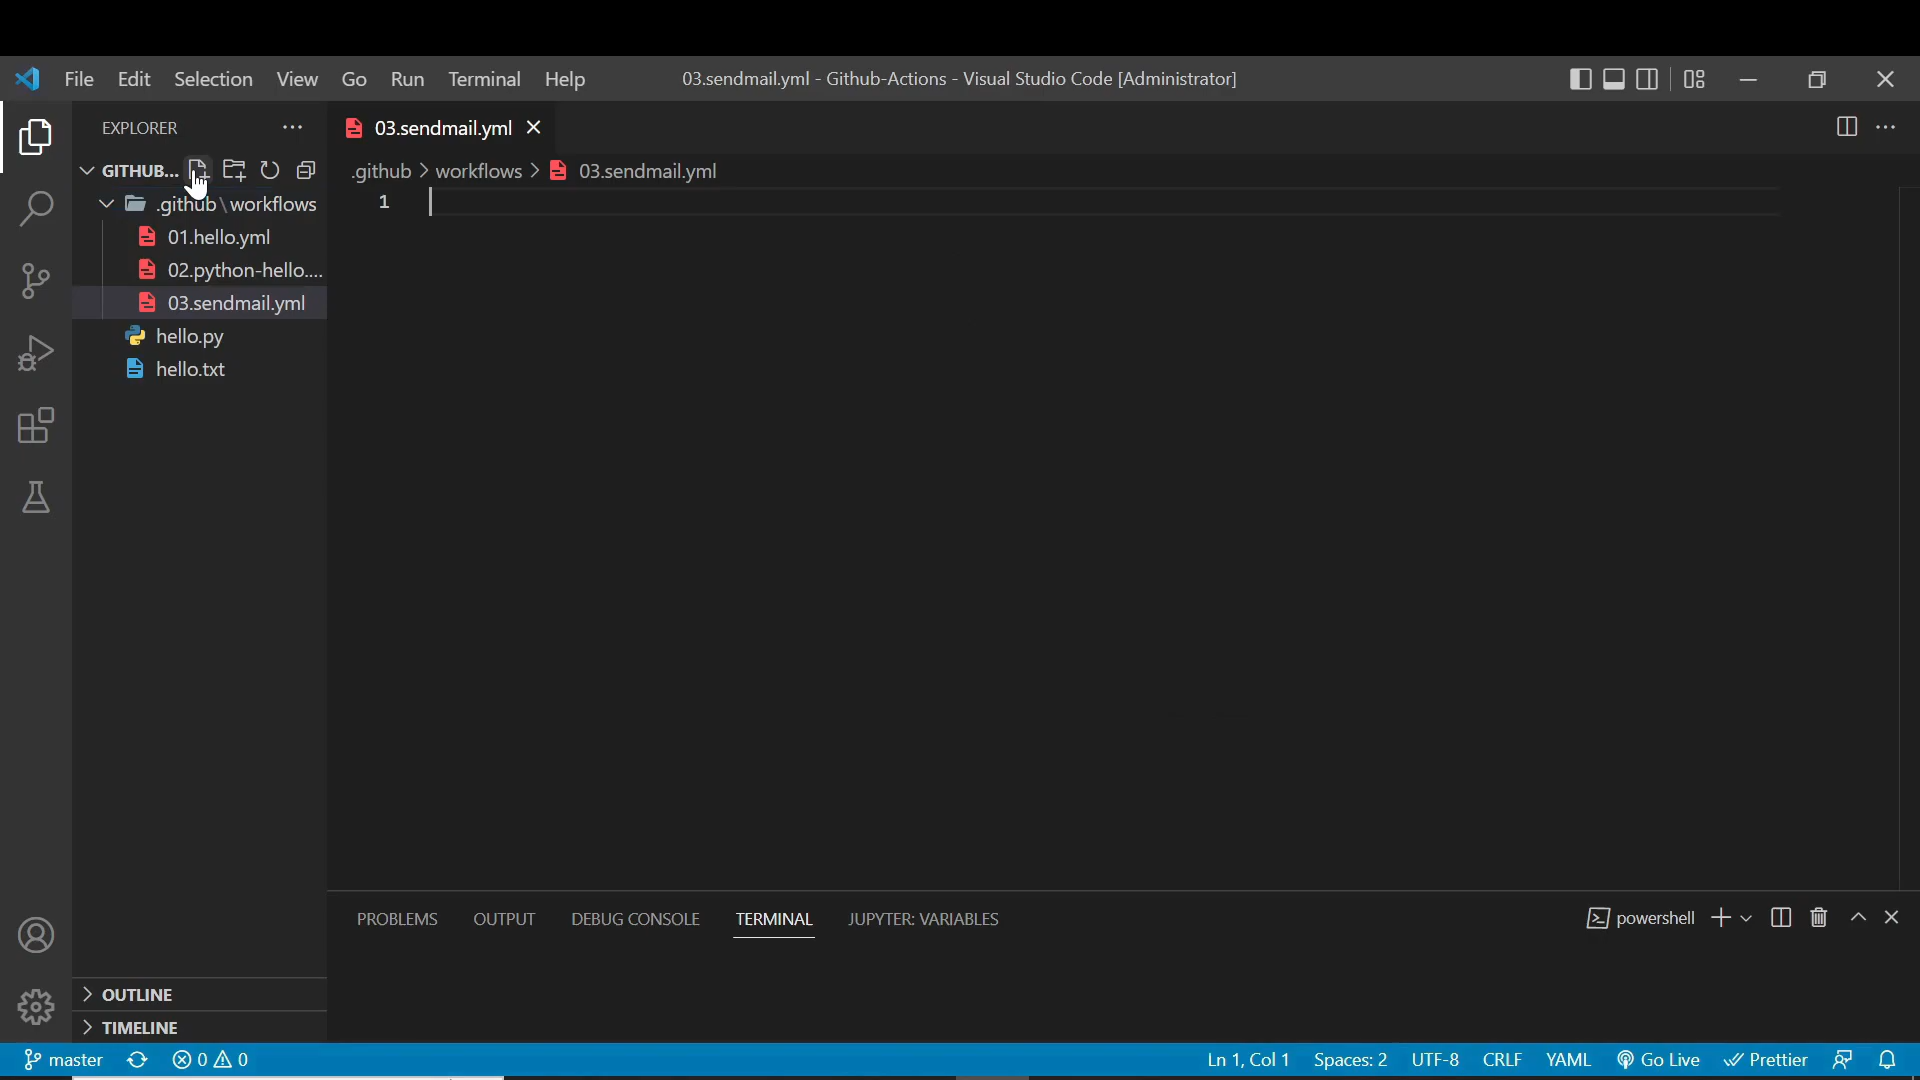 File Edit Selection View Go Run Terminal Help 03.sendmail.yml - Github-Actions - Visual Studio Code [Administrator]
EXPLORER
03.sendmail.yml
GITHUB...
.github > workflows > 03.sendmail.yml
.github\workflows
1
01.hello.yml
02.python-hello....
03.sendmail.yml
hello.py
hello.txt
PROBLEMS OUTPUT DEBUG CONSOLE TERMINAL JUPYTER: VARIABLES powershell
OUTLINE
TIMELINE
master 0 0 Ln 1, Col 1 Spaces: 2 UTF-8 CRLF YAML Go Live Prettier